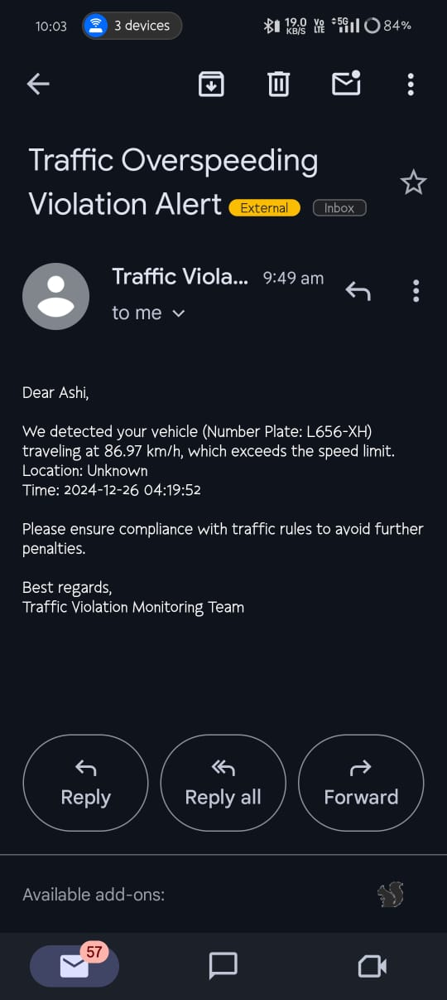 10:03
3 devices
19.0
KB/S
Vo
LTE
5G
84%
Traffic Overspeeding
Violation Alert
External
Inbox
Traffic Viola...
9:49 am
to me
Dear Ashi,
We detected your vehicle (Number Plate: L656-XH)
traveling at 86.97 km/h, which exceeds the speed limit.
Location: Unknown
Time: 2024-12-26 04:19:52
Please ensure compliance with traffic rules to avoid further
penalties.
Best regards,
Traffic Violation Monitoring Team
Reply
Reply all
Forward
Available add-ons:
57